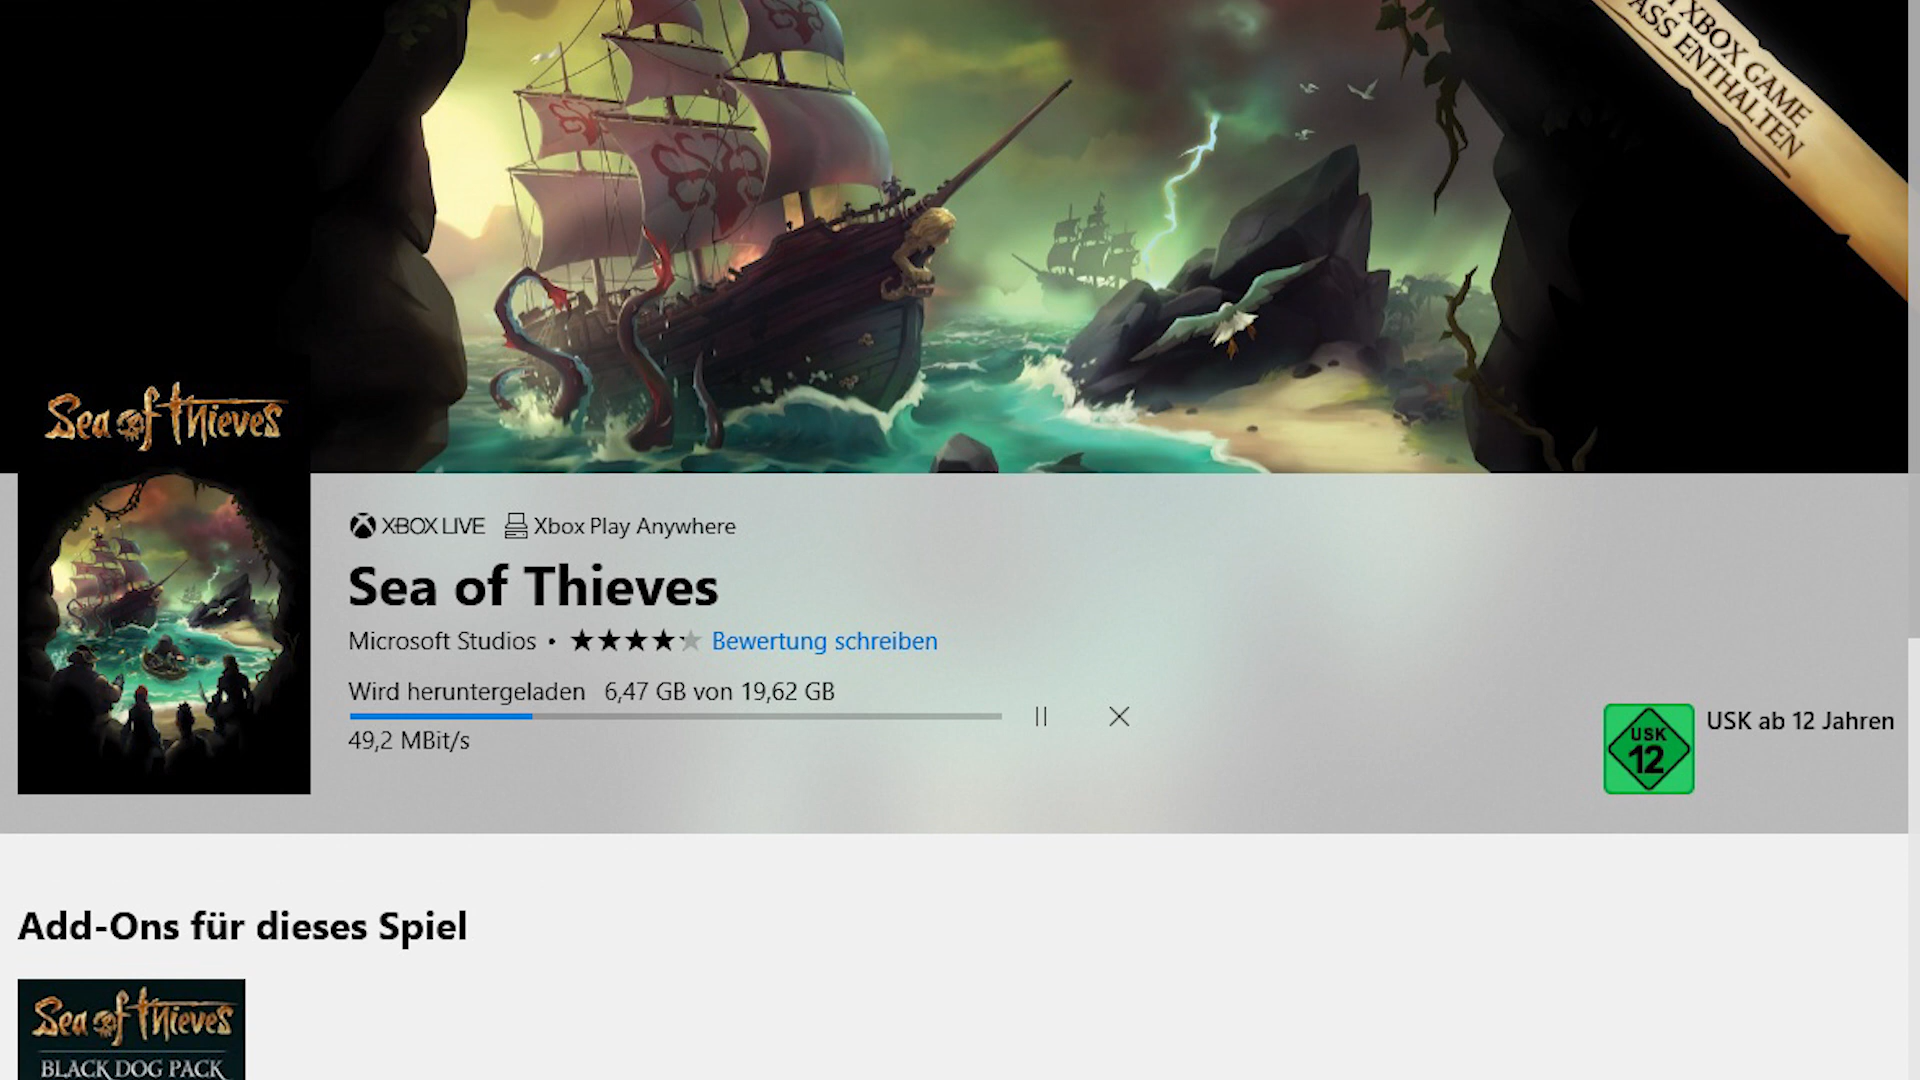 XBOX GAME
ASS ENTHALTEN
Sea of Thieves
XBOX LIVE Xbox Play Anywhere
Sea of Thieves
Microsoft Studios • Bewertung schreiben
Wird heruntergeladen 6,47 GB von 19,62 GB
49,2 MBit/s
USK
12
USK ab 12 Jahren
Add-Ons für dieses Spiel
Sea of Thieves
BLACK DOG PACK